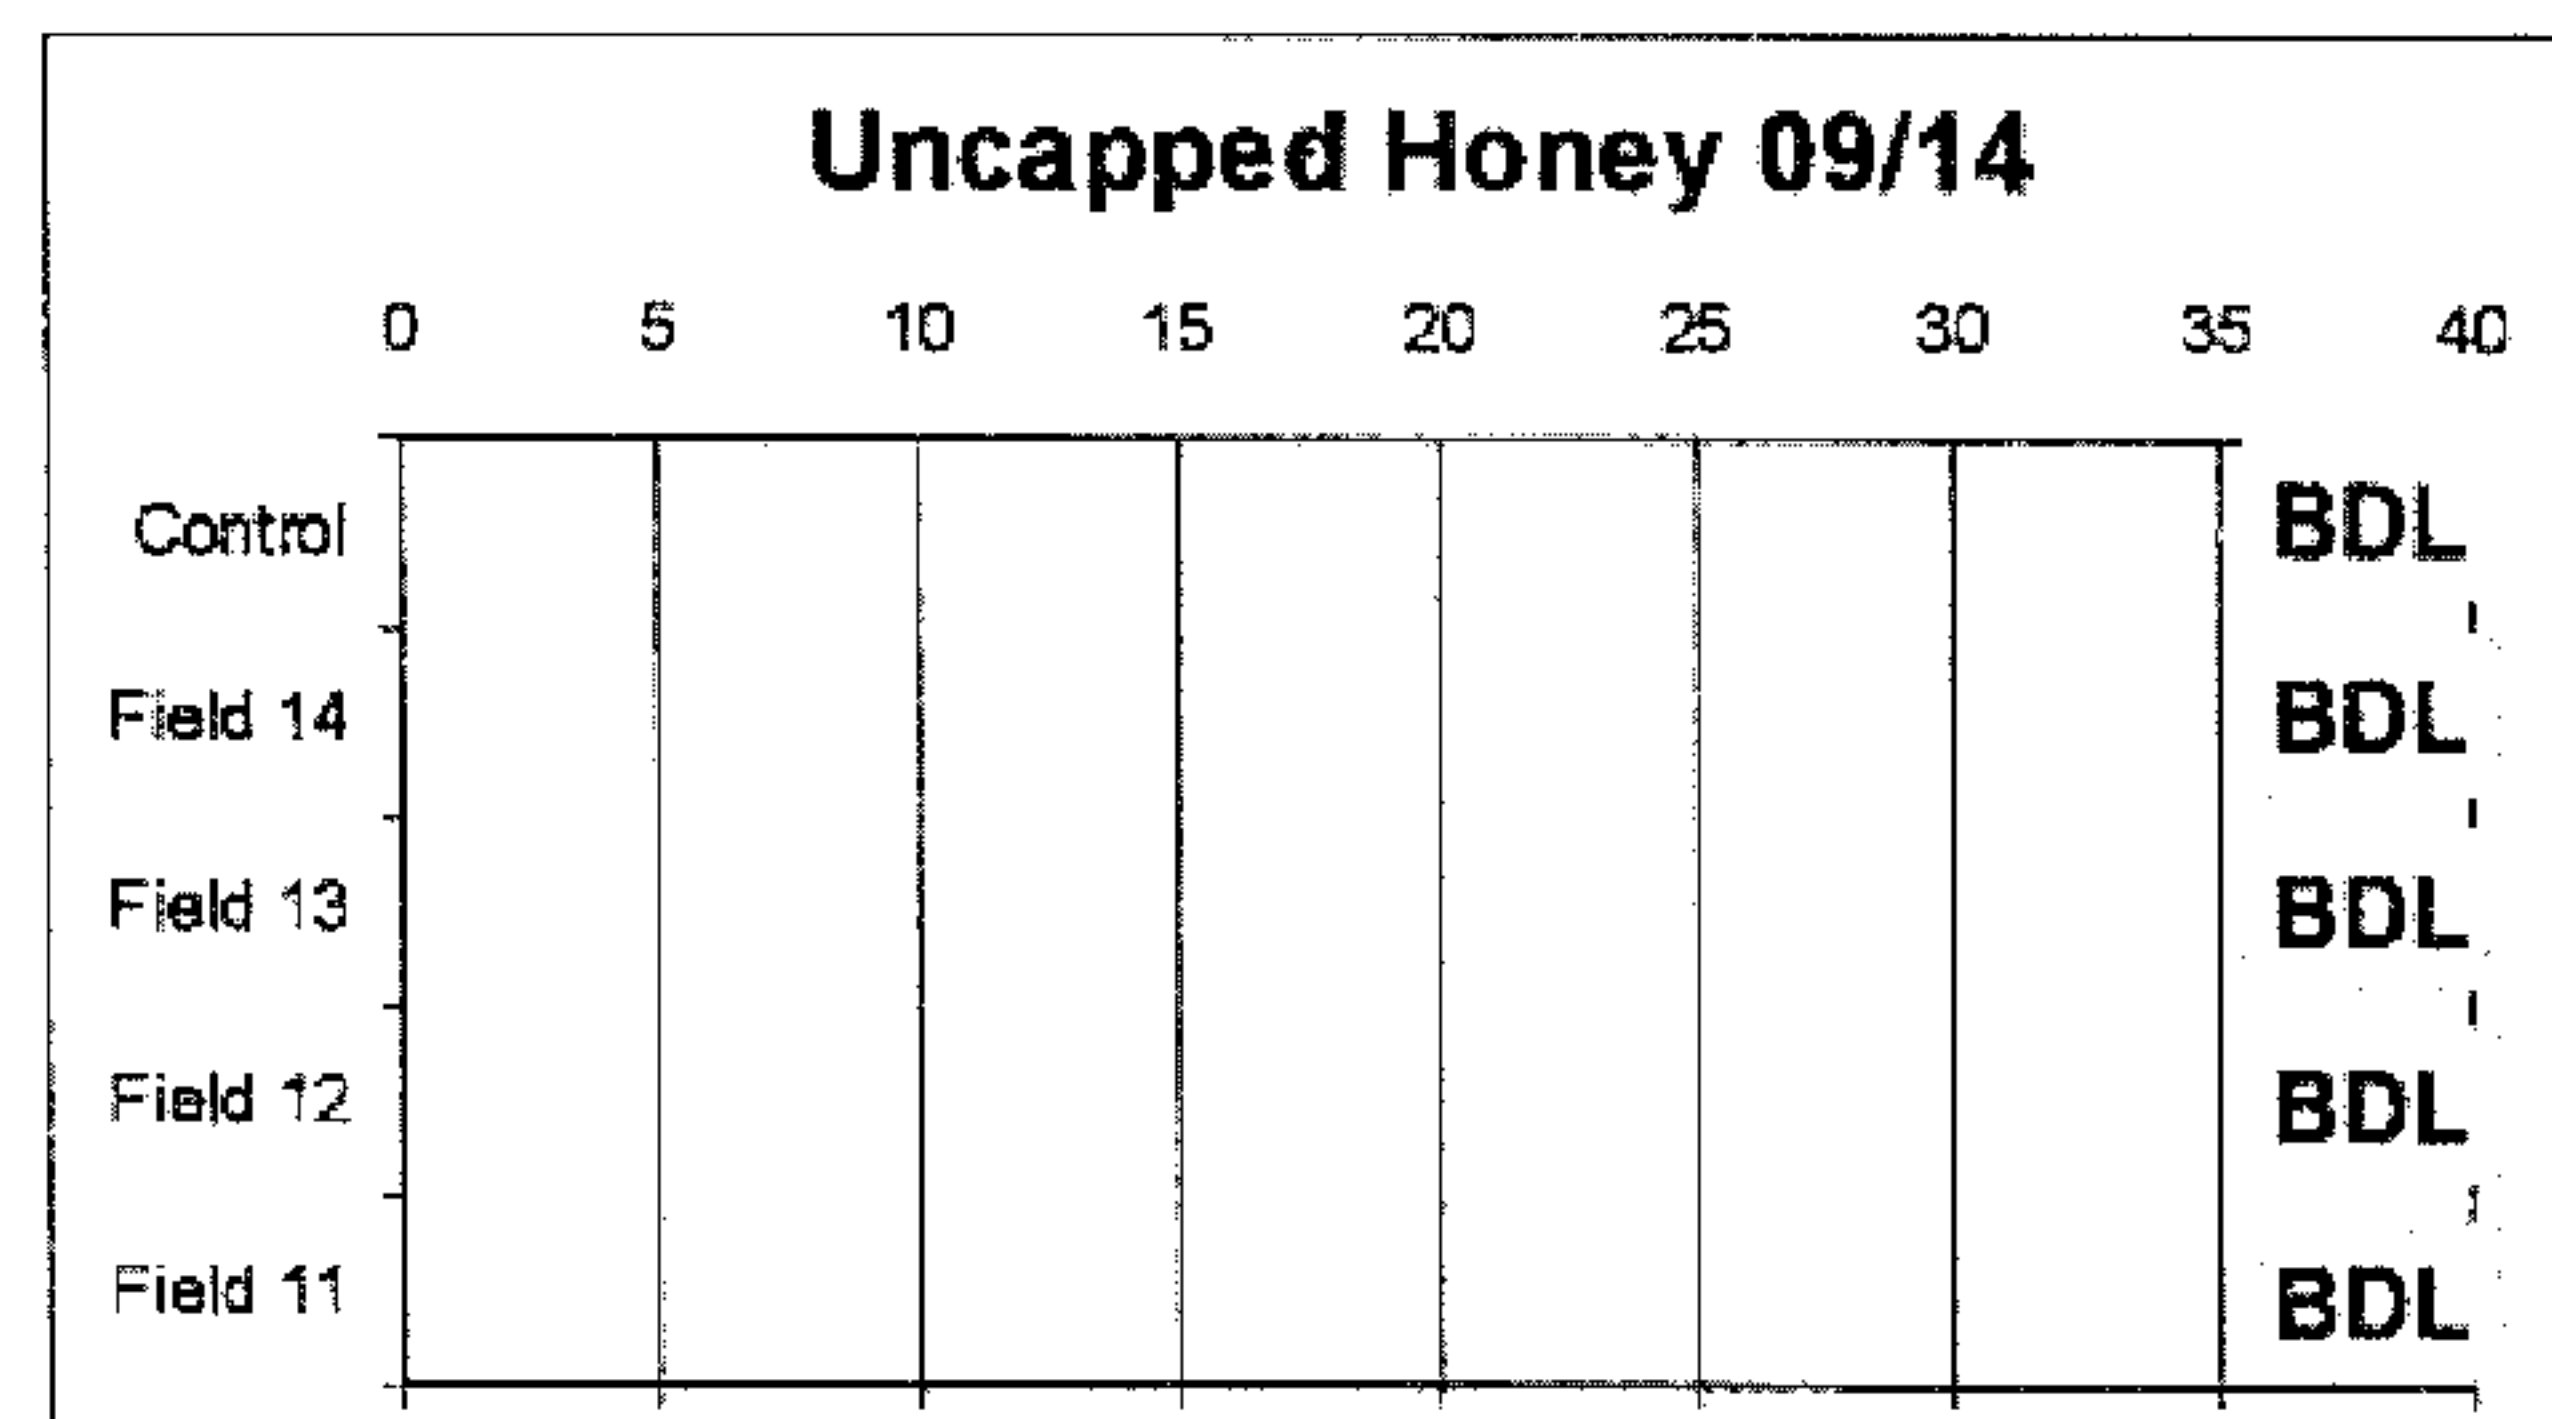 Uncapped Honey 09/14
0 5 10 15 20 25 30 35 40
Control BDL
Field 14 BDL
Field 13 BDL
Field 12 BDL
Field 11 BDL